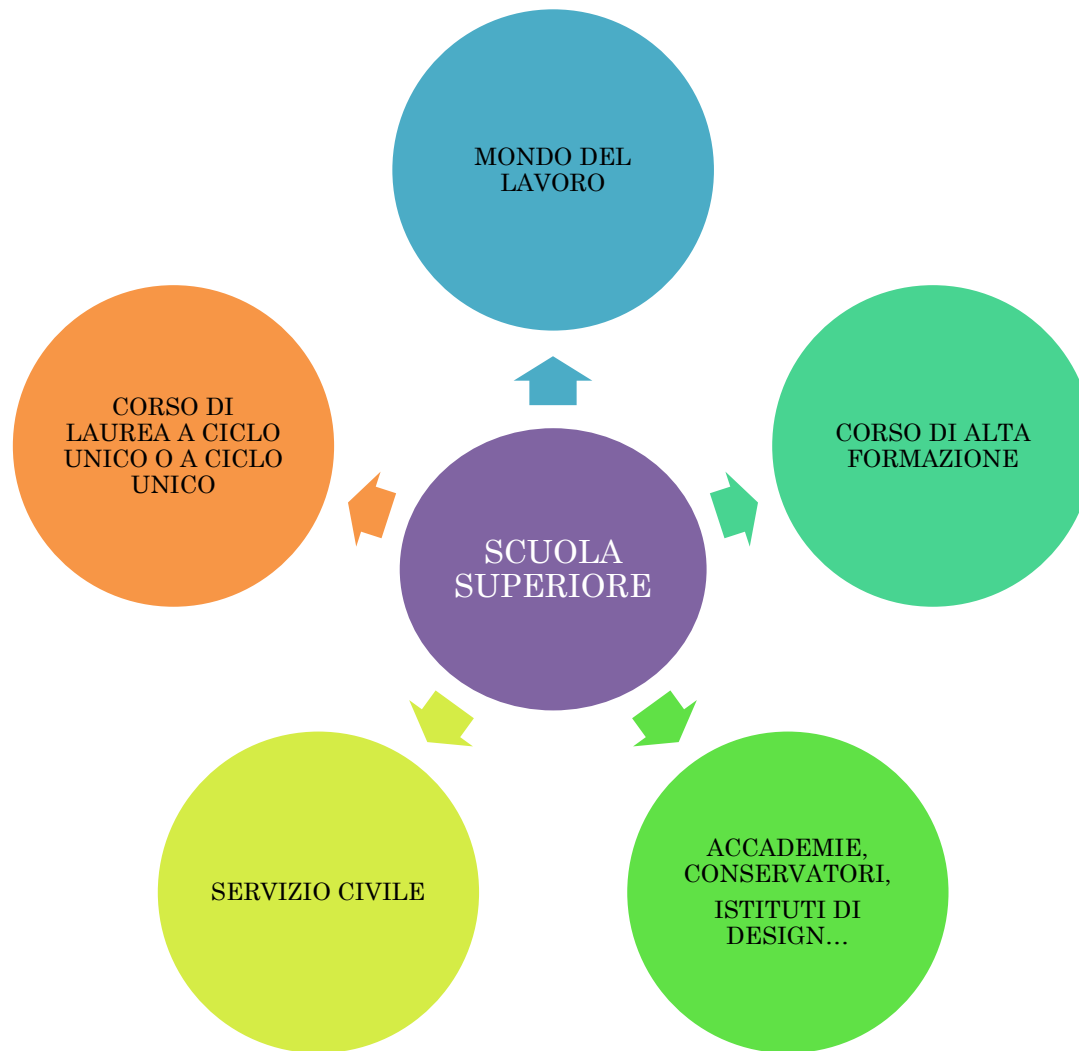 MONDO DEL
LAVORO
CORSO DI
LAUREA A CICLO
UNICO O A CICLO
UNICO
CORSO DI ALTA
FORMAZIONE
SCUOLA
SUPERIORE
SERVIZIO CIVILE
ACCADEMIE,
CONSERVATORI,
ISTITUTI DI
DESIGN…